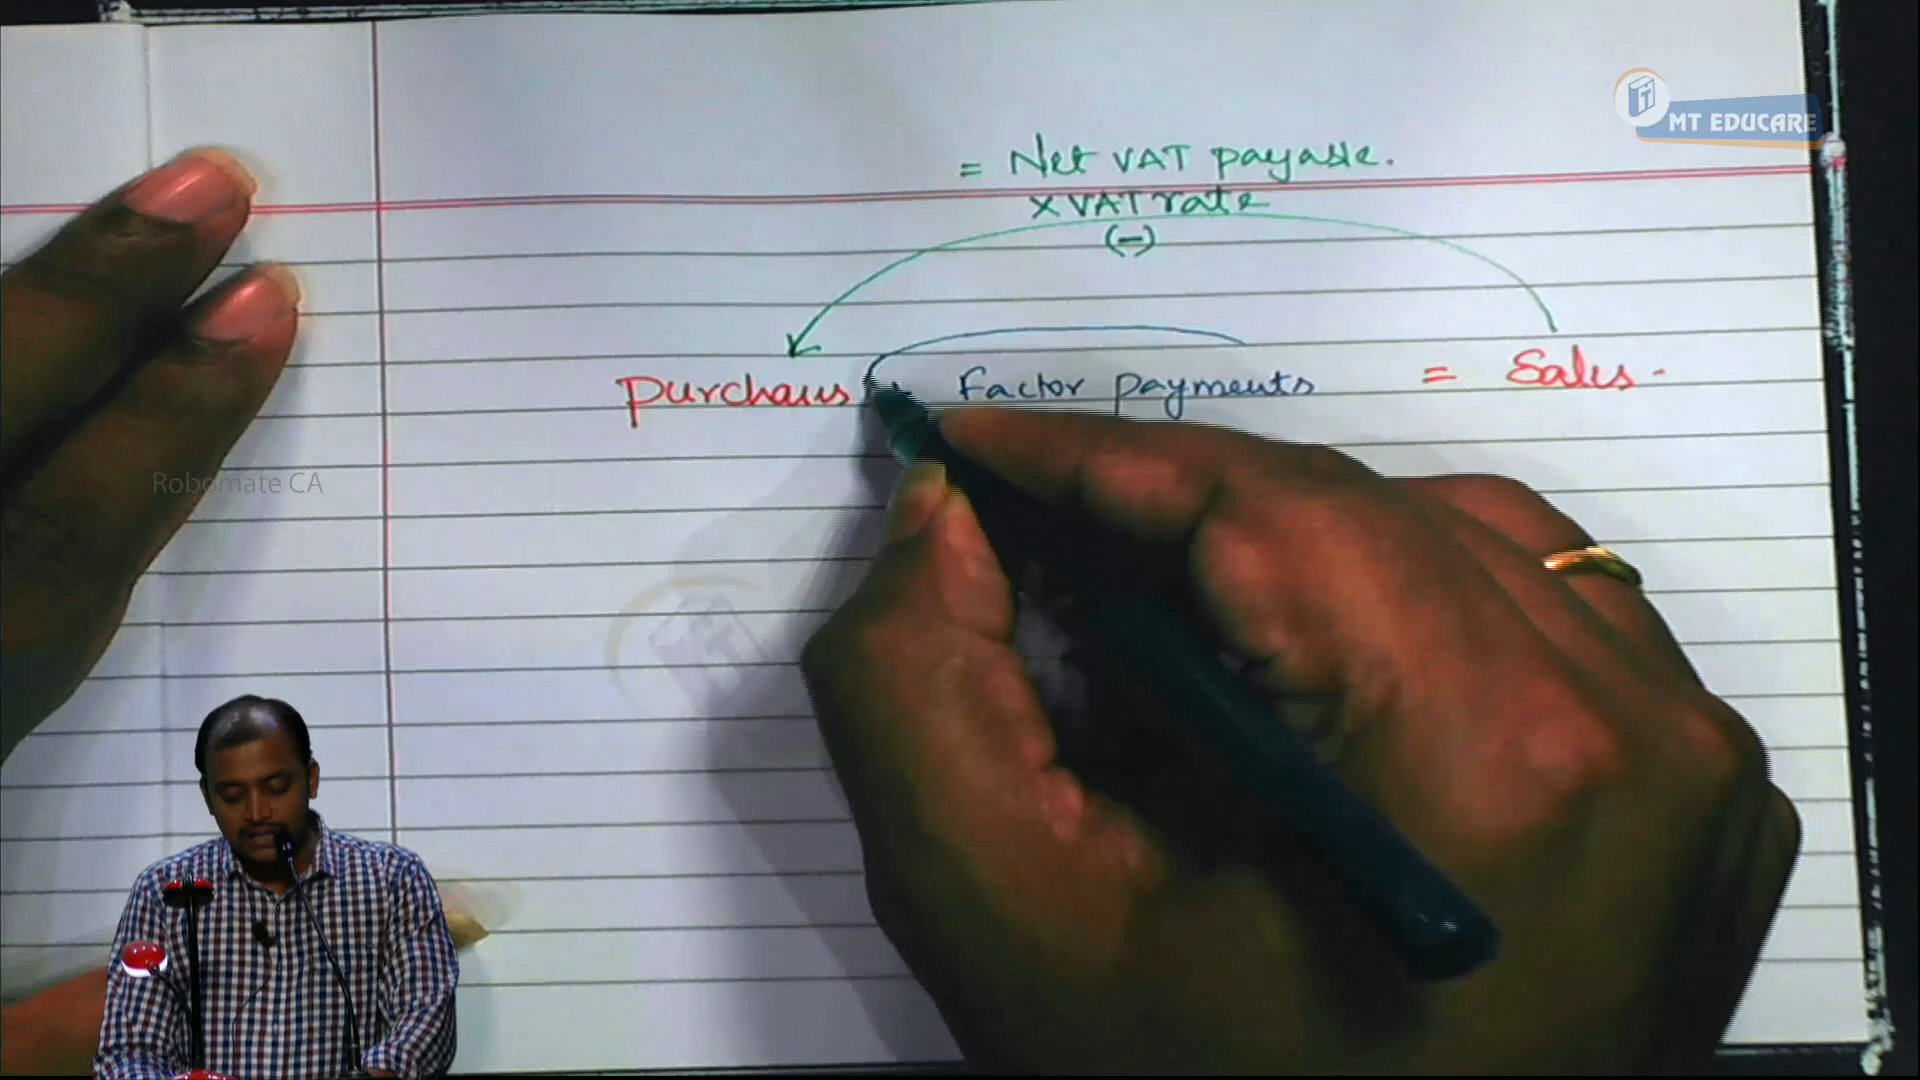 MT EDUCARE
= Net VAT payable.
x VAT rate
(-)
Purchases Factor payments = Sales.
Robomate CA